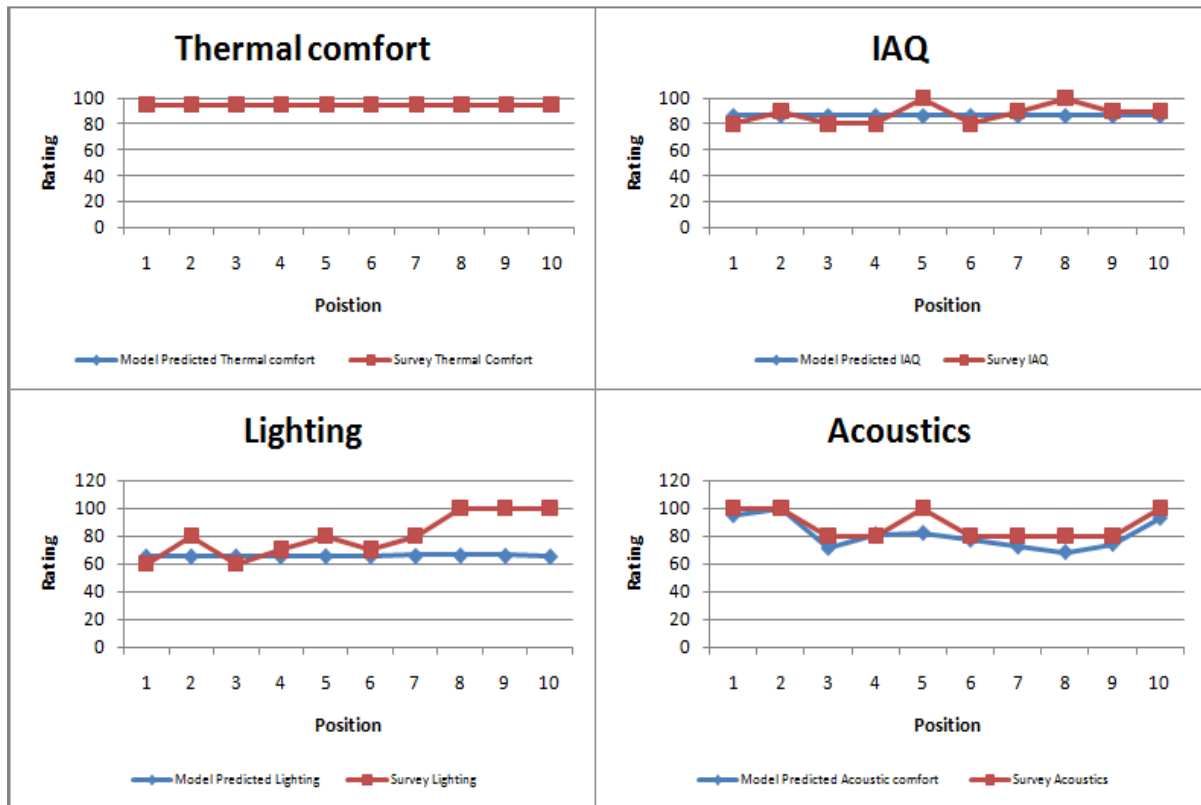 Thermal comfort
Rating
100
80
60
40
20
0
1 2 3 4 5 6 7 8 9 10
Poistion
Model Predicted Thermal comfort Survey Thermal Comfort
IAQ
Rating
100
80
60
40
20
0
1 2 3 4 5 6 7 8 9 10
Position
Model Predicted IAQ Survey IAQ
Lighting
Rating
120
100
80
60
40
20
0
1 2 3 4 5 6 7 8 9 10
Position
Model Predicted Lighting Survey Lighting
Acoustics
Rating
120
100
80
60
40
20
0
1 2 3 4 5 6 7 8 9 10
Position
Model Predicted Acoustic comfort Survey Acoustics